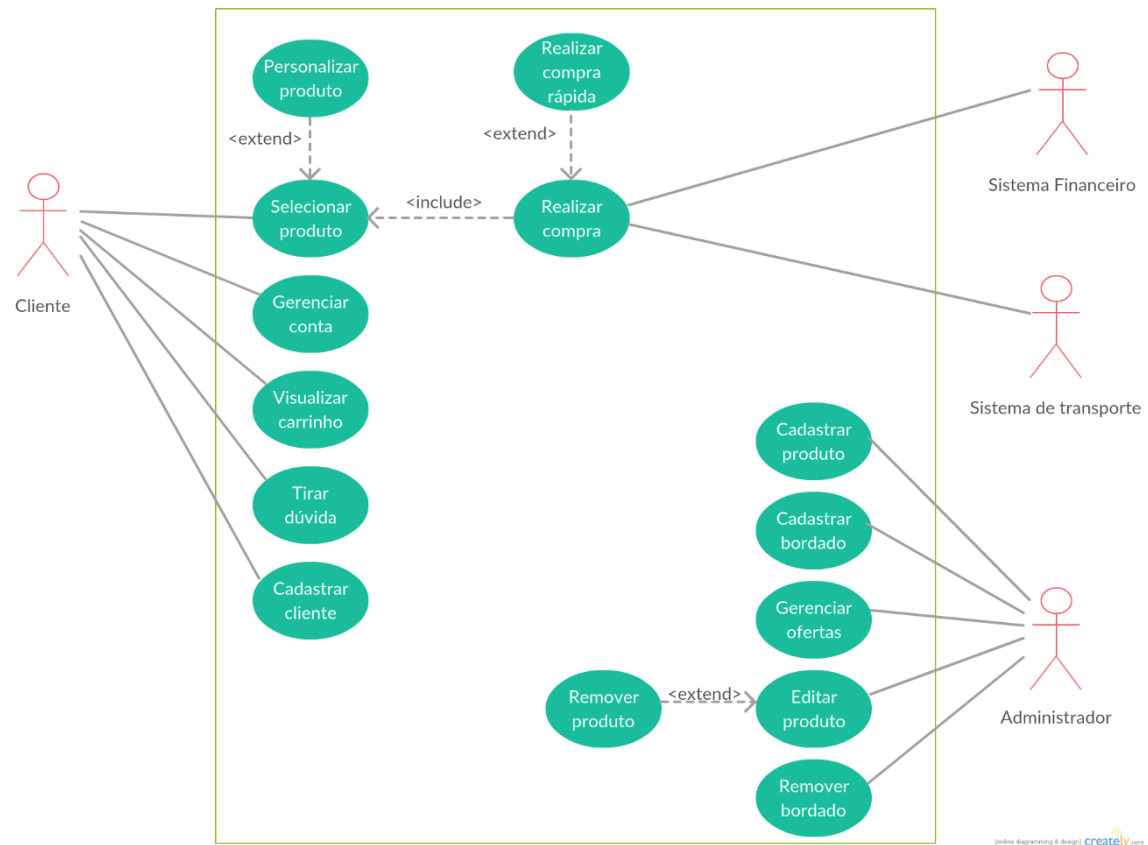 Personalizar
produto
Realizar
compra
rápida
<extend>
<extend>
Sistema Financeiro
Selecionar
produto
<include>
Realizar
compra
Cliente
Gerenciar
conta
Visualizar
carrinho
Sistema de transporte
Cadastrar
produto
Tirar
dúvida
Cadastrar
bordado
Cadastrar
cliente
Gerenciar
ofertas
Remover
produto
<extend>
Editar
produto
Administrador
Remover
bordado
[online diagramming & design] creately.com